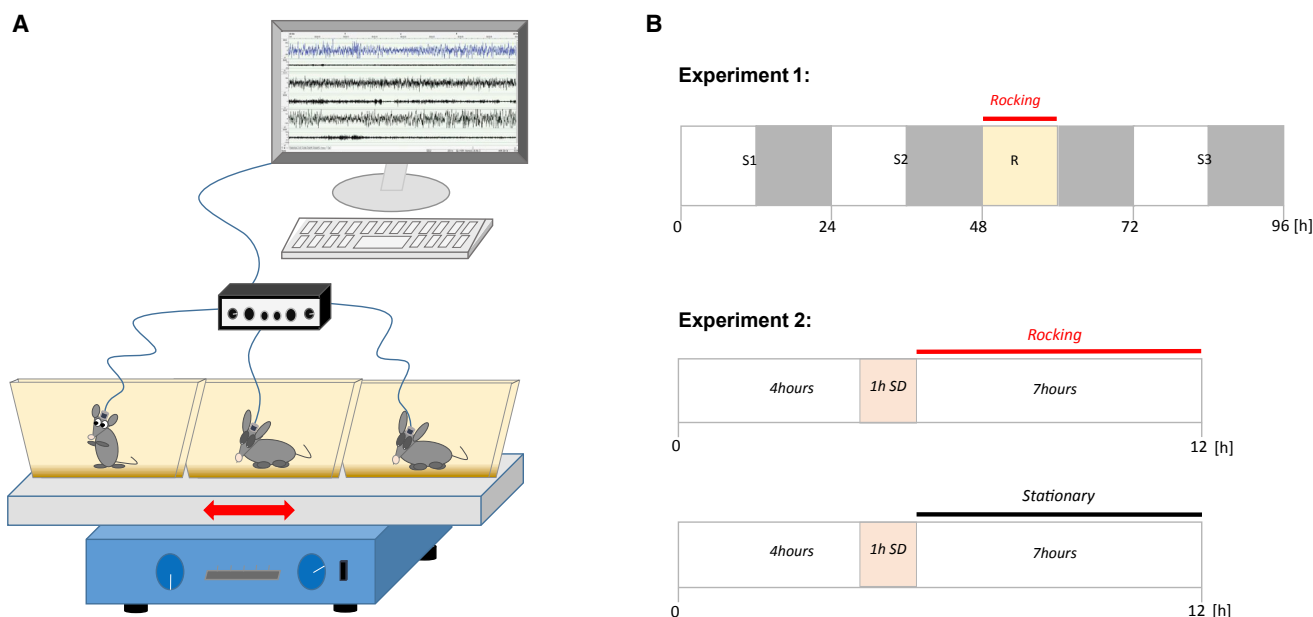 A
B
Experiment 1:
Rocking
S1
S2
R
S3
0
24
48
72
96 [h]
Experiment 2:
Rocking
4hours
1h SD
7hours
0
12 [h]
Stationary
4hours
1h SD
7hours
0
12 [h]